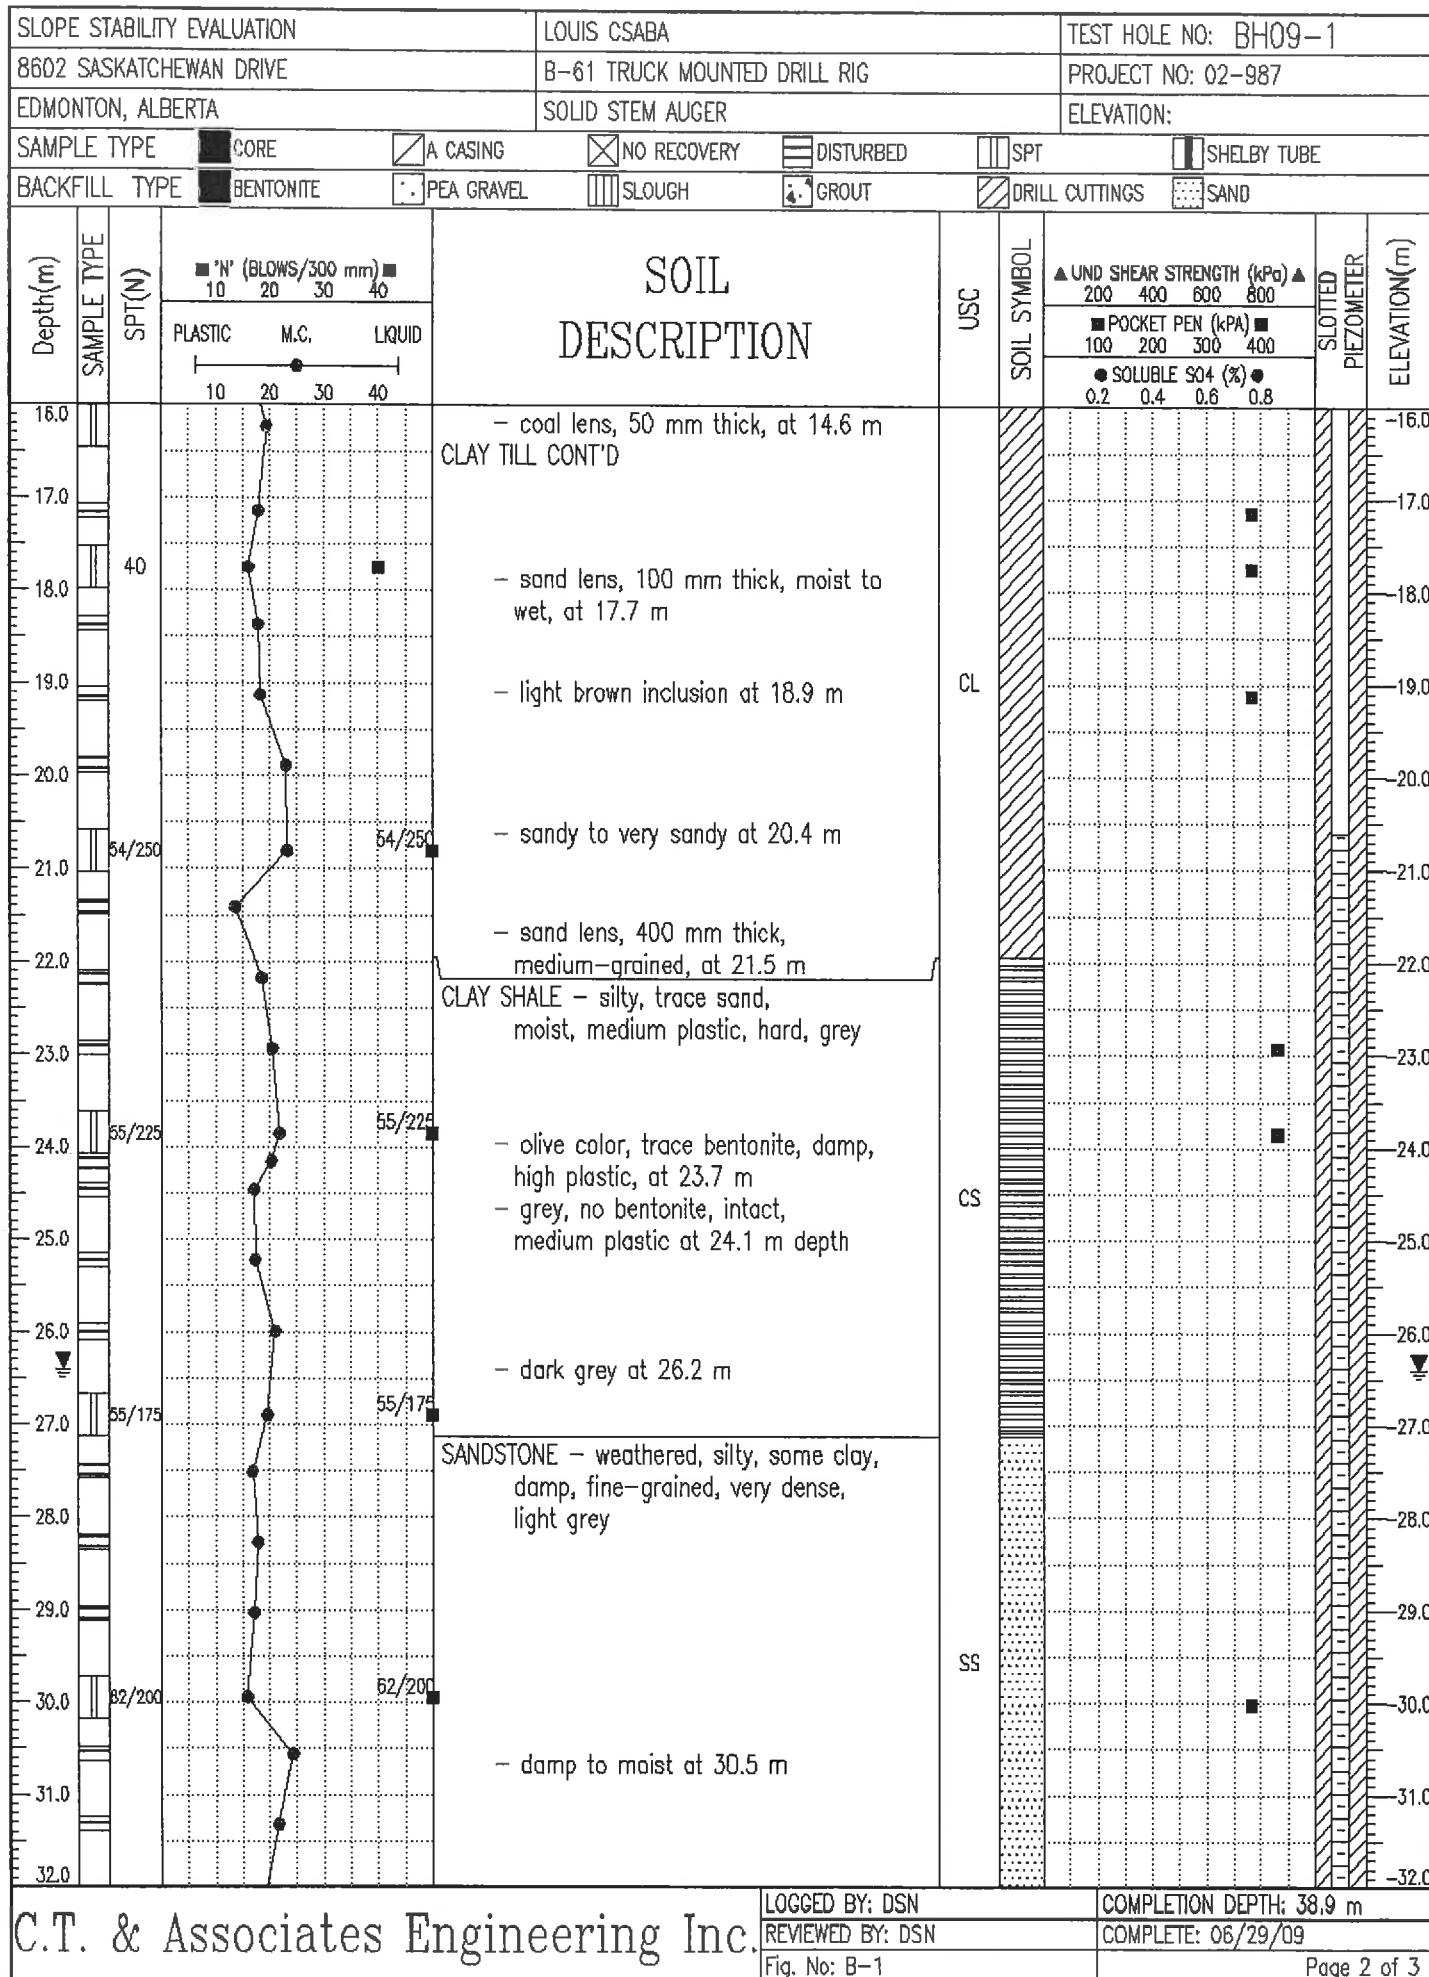 SLOPE STABILITY EVALUATION
LOUIS CSABA
TEST HOLE NO: BH09-1
8602 SASKATCHEWAN DRIVE
B-61 TRUCK MOUNTED DRILL RIG
PROJECT NO: 02-987
EDMONTON, ALBERTA
SOLID STEM AUGER
ELEVATION:
SAMPLE TYPE CORE A CASING NO RECOVERY DISTURBED SPT SHELBY TUBE
BACKFILL TYPE BENTONITE PEA GRAVEL SLOUGH GROUT DRILL CUTTINGS SAND
Depth(m)
SAMPLE TYPE
SPT(N)
■ 'N' (BLOWS/300 mm) ■
10 20 30 40
PLASTIC M.C. LIQUID
10 20 30 40
SOIL
DESCRIPTION
USC
SOIL SYMBOL
▲ UND SHEAR STRENGTH (kPa) ▲
200 400 600 800
■ POCKET PEN (kPA) ■
100 200 300 400
● SOLUBLE SO4 (%) ●
0.2 0.4 0.6 0.8
SLOTTED
PIEZOMETER
ELEVATION(m)
16.0
17.0
18.0
19.0
20.0
21.0
22.0
23.0
24.0
25.0
26.0
27.0
28.0
29.0
30.0
31.0
32.0
40
54/250
55/225
55/175
62/200
54/250
55/225
55/175
62/200
- coal lens, 50 mm thick, at 14.6 m
CLAY TILL CONT'D
- sand lens, 100 mm thick, moist to
wet, at 17.7 m
- light brown inclusion at 18.9 m
- sandy to very sandy at 20.4 m
- sand lens, 400 mm thick,
medium-grained, at 21.5 m
CLAY SHALE - silty, trace sand,
moist, medium plastic, hard, grey
- olive color, trace bentonite, damp,
high plastic, at 23.7 m
- grey, no bentonite, intact,
medium plastic at 24.1 m depth
- dark grey at 26.2 m
SANDSTONE - weathered, silty, some clay,
damp, fine-grained, very dense,
light grey
- damp to moist at 30.5 m
CL
CS
SS
-16.0
-17.0
-18.0
-19.0
-20.0
-21.0
-22.0
-23.0
-24.0
-25.0
-26.0
-27.0
-28.0
-29.0
-30.0
-31.0
-32.0
C.T. & Associates Engineering Inc.
LOGGED BY: DSN
COMPLETION DEPTH: 38.9 m
REVIEWED BY: DSN
COMPLETE: 06/29/09
Fig. No: B-1
Page 2 of 3